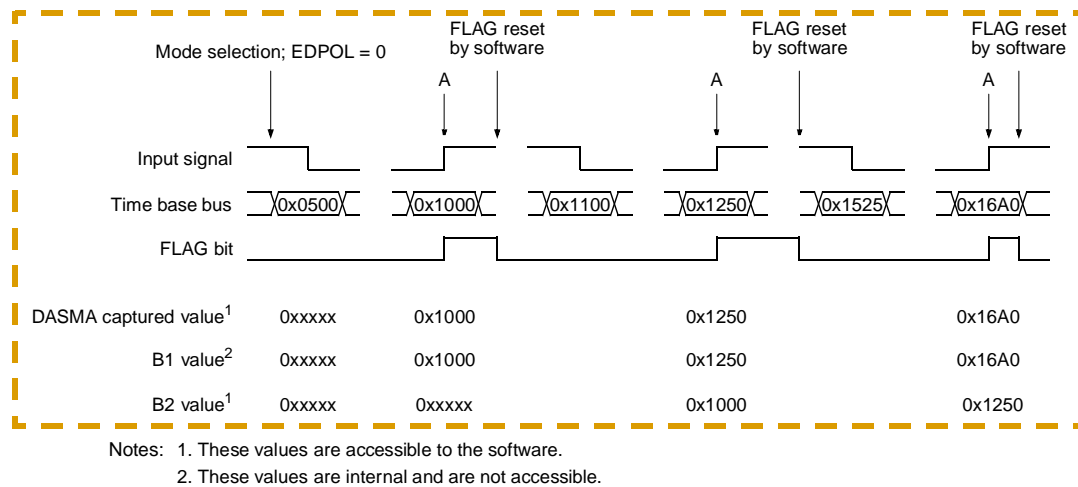 FLAG reset
by software
FLAG reset
by software
FLAG reset
by software
Mode selection; EDPOL = 0
A
A
A
Input signal
Time base bus 0x0500 0x1000 0x1100 0x1250 0x1525 0x16A0
FLAG bit
DASMA captured value1 0xxxxx 0x1000 0x1250 0x16A0
B1 value2 0xxxxx 0x1000 0x1250 0x16A0
B2 value1 0xxxxx 0xxxxx 0x1000 0x1250
Notes: 1. These values are accessible to the software.
2. These values are internal and are not accessible.